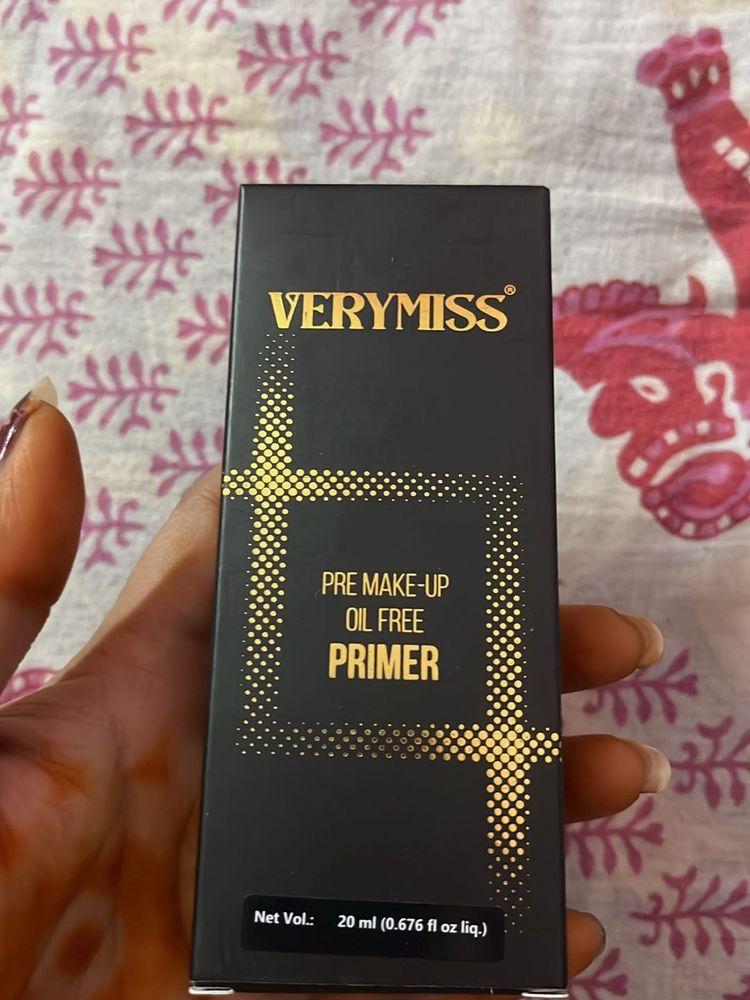 VERYMISS®
PRE MAKE-UP
OIL FREE
PRIMER
Net Vol.: 20 ml (0.676 fl oz liq.)